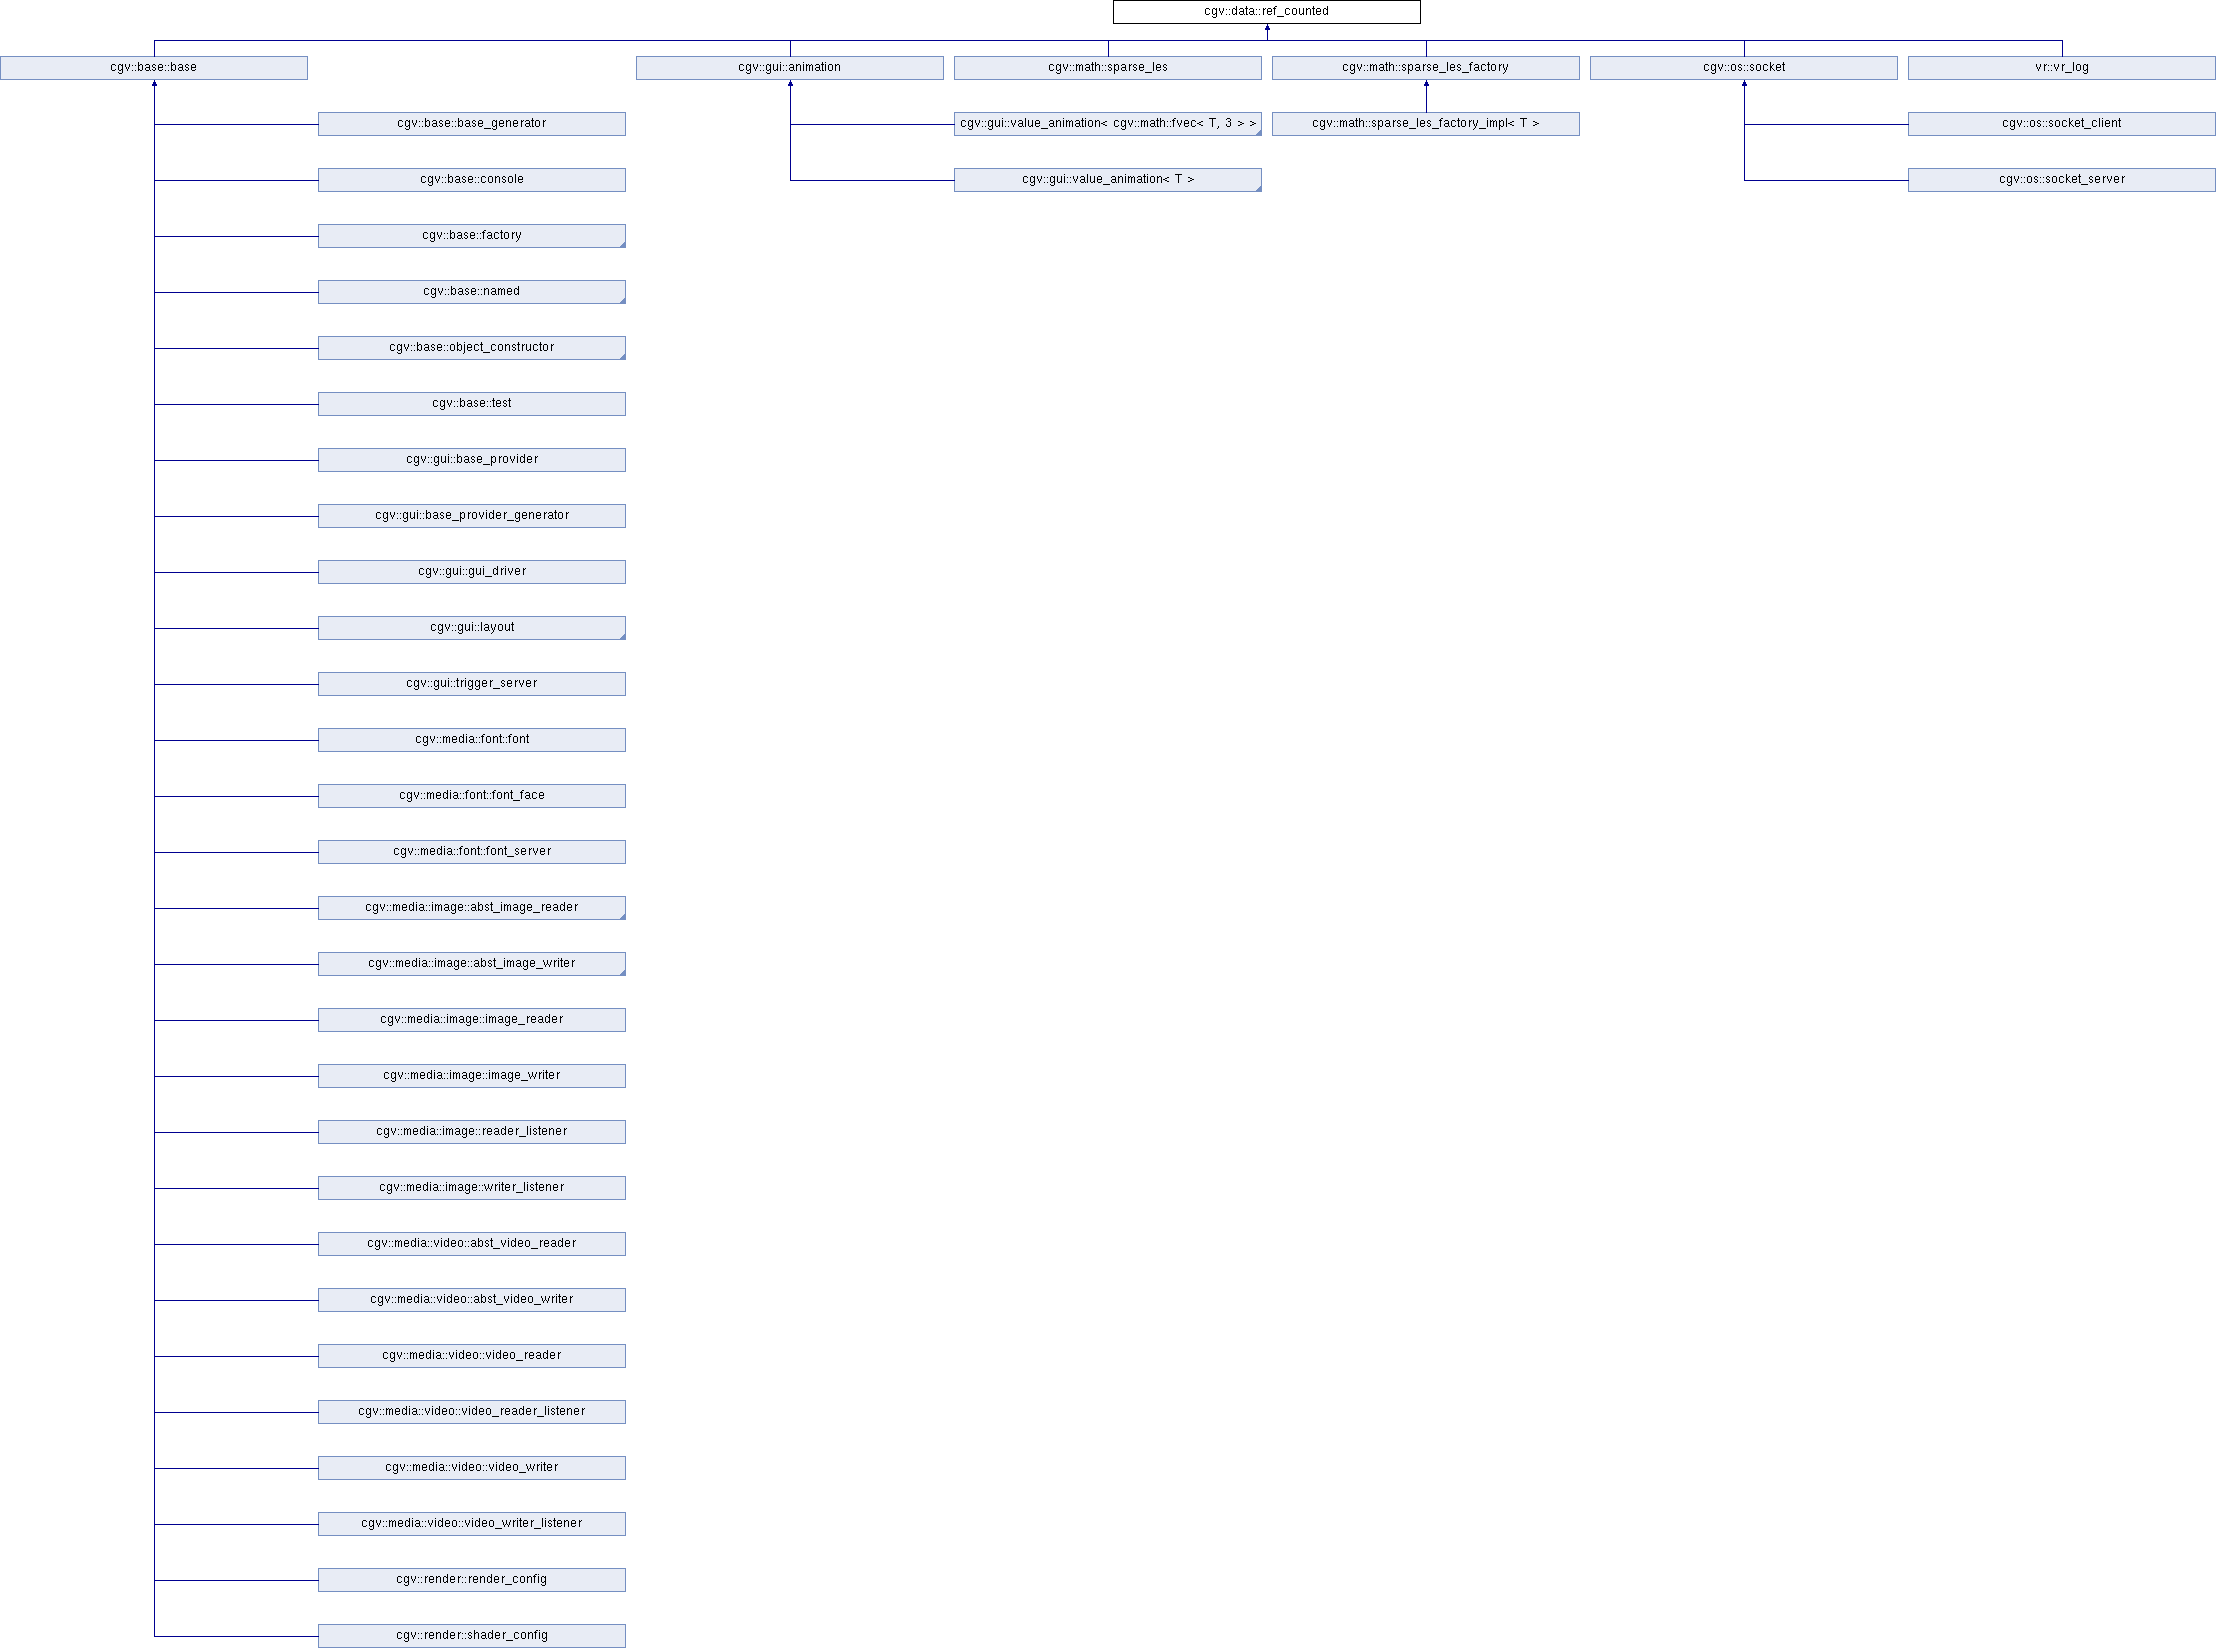 cgv::data::ref_counted
cgv::base::base
cgv::gui::animation
cgv::math::sparse_les
cgv::math::sparse_les_factory
cgv::os::socket
vr::vr_log
cgv::base::base_generator
cgv::gui::value_animation< cgv::math::fvec< T, 3 > >
cgv::math::sparse_les_factory_impl< T >
cgv::os::socket_client
cgv::base::console
cgv::gui::value_animation< T >
cgv::os::socket_server
cgv::base::factory
cgv::base::named
cgv::base::object_constructor
cgv::base::test
cgv::gui::base_provider
cgv::gui::base_provider_generator
cgv::gui::gui_driver
cgv::gui::layout
cgv::gui::trigger_server
cgv::media::font::font
cgv::media::font::font_face
cgv::media::font::font_server
cgv::media::image::abst_image_reader
cgv::media::image::abst_image_writer
cgv::media::image::image_reader
cgv::media::image::image_writer
cgv::media::image::reader_listener
cgv::media::image::writer_listener
cgv::media::video::abst_video_reader
cgv::media::video::abst_video_writer
cgv::media::video::video_reader
cgv::media::video::video_reader_listener
cgv::media::video::video_writer
cgv::media::video::video_writer_listener
cgv::render::render_config
cgv::render::shader_config